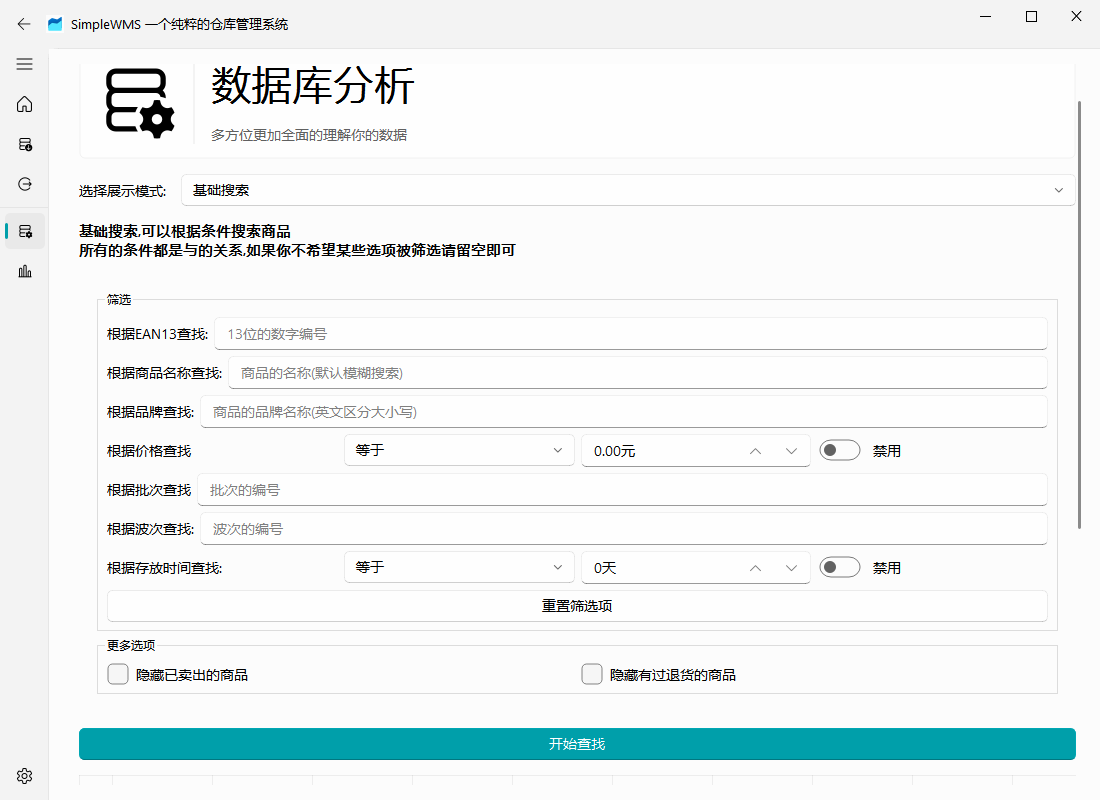 SimpleWMS 一个纯粹的仓库管理系统
数据库分析
多方位更加全面的理解你的数据
选择展示模式: 基础搜索
基础搜索,可以根据条件搜索商品
所有的条件都是与的关系,如果你不希望某些选项被筛选请留空即可
筛选
根据EAN13查找: 13位的数字编号
根据商品名称查找: 商品的名称(默认模糊搜索)
根据品牌查找: 商品的品牌名称(英文区分大小写)
根据价格查找 等于 0.00元 禁用
根据批次查找 批次的编号
根据波次查找: 波次的编号
根据存放时间查找: 等于 0天 禁用
重置筛选项
更多选项
隐藏已卖出的商品 隐藏有过退货的商品
开始查找